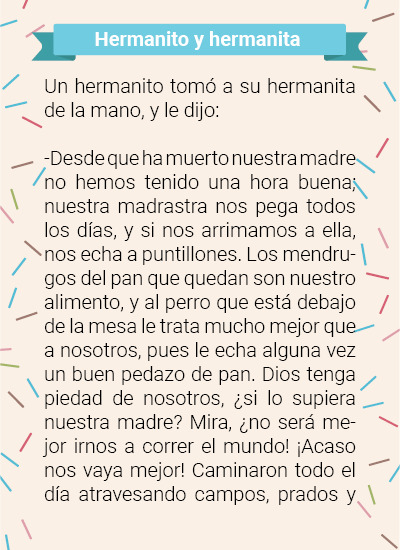 Hermanito y hermanita
Un hermanito tomó a su hermanita
de la mano, y le dijo:
-Desde que ha muerto nuestra madre
no hemos tenido una hora buena;
nuestra madrastra nos pega todos
los días, y si nos arrimamos a ella,
nos echa a puntillones. Los mendru-
gos del pan que quedan son nuestro
alimento, y al perro que está debajo
de la mesa le trata mucho mejor que
a nosotros, pues le echa alguna vez
un buen pedazo de pan. Dios tenga
piedad de nosotros, ¿si lo supiera
nuestra madre? Mira, ¿no será me-
jor irnos a correr el mundo! ¡Acaso
nos vaya mejor! Caminaron todo el
día atravesando campos, prados y